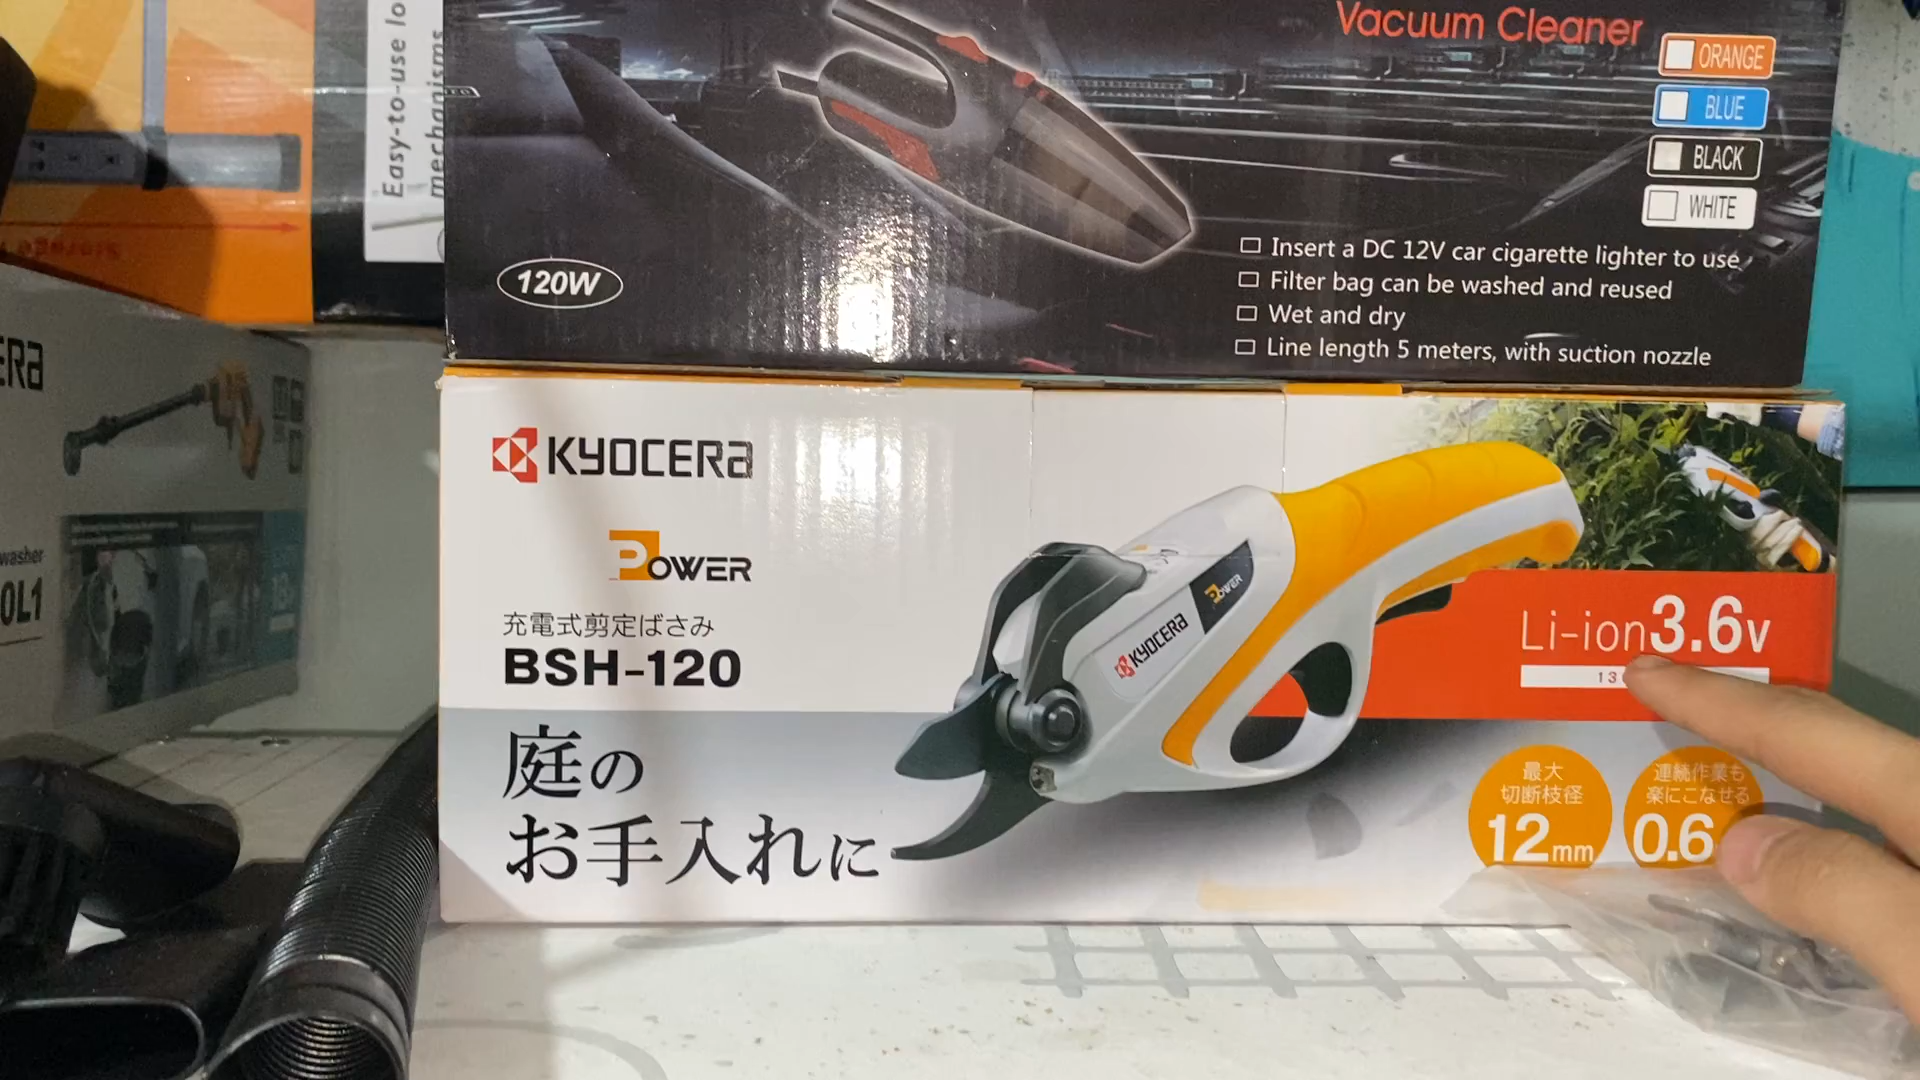 Easy-to-use lo
mechanisms
Vacuum Cleaner
ORANGE
BLUE
BLACK
WHITE
120W
Insert a DC 12V car cigarette lighter to use
Filter bag can be washed and reused
Wet and dry
Line length 5 meters, with suction nozzle
ERa
washer
0L1
KYOCERa
POWER
充電式剪定ばさみ
BSH-120
庭の
お手入れに
KYOCERa
POWER
Li-ion3.6v
13
最大
切断枝径
12mm
連続作業も
楽にこなせる
0.6